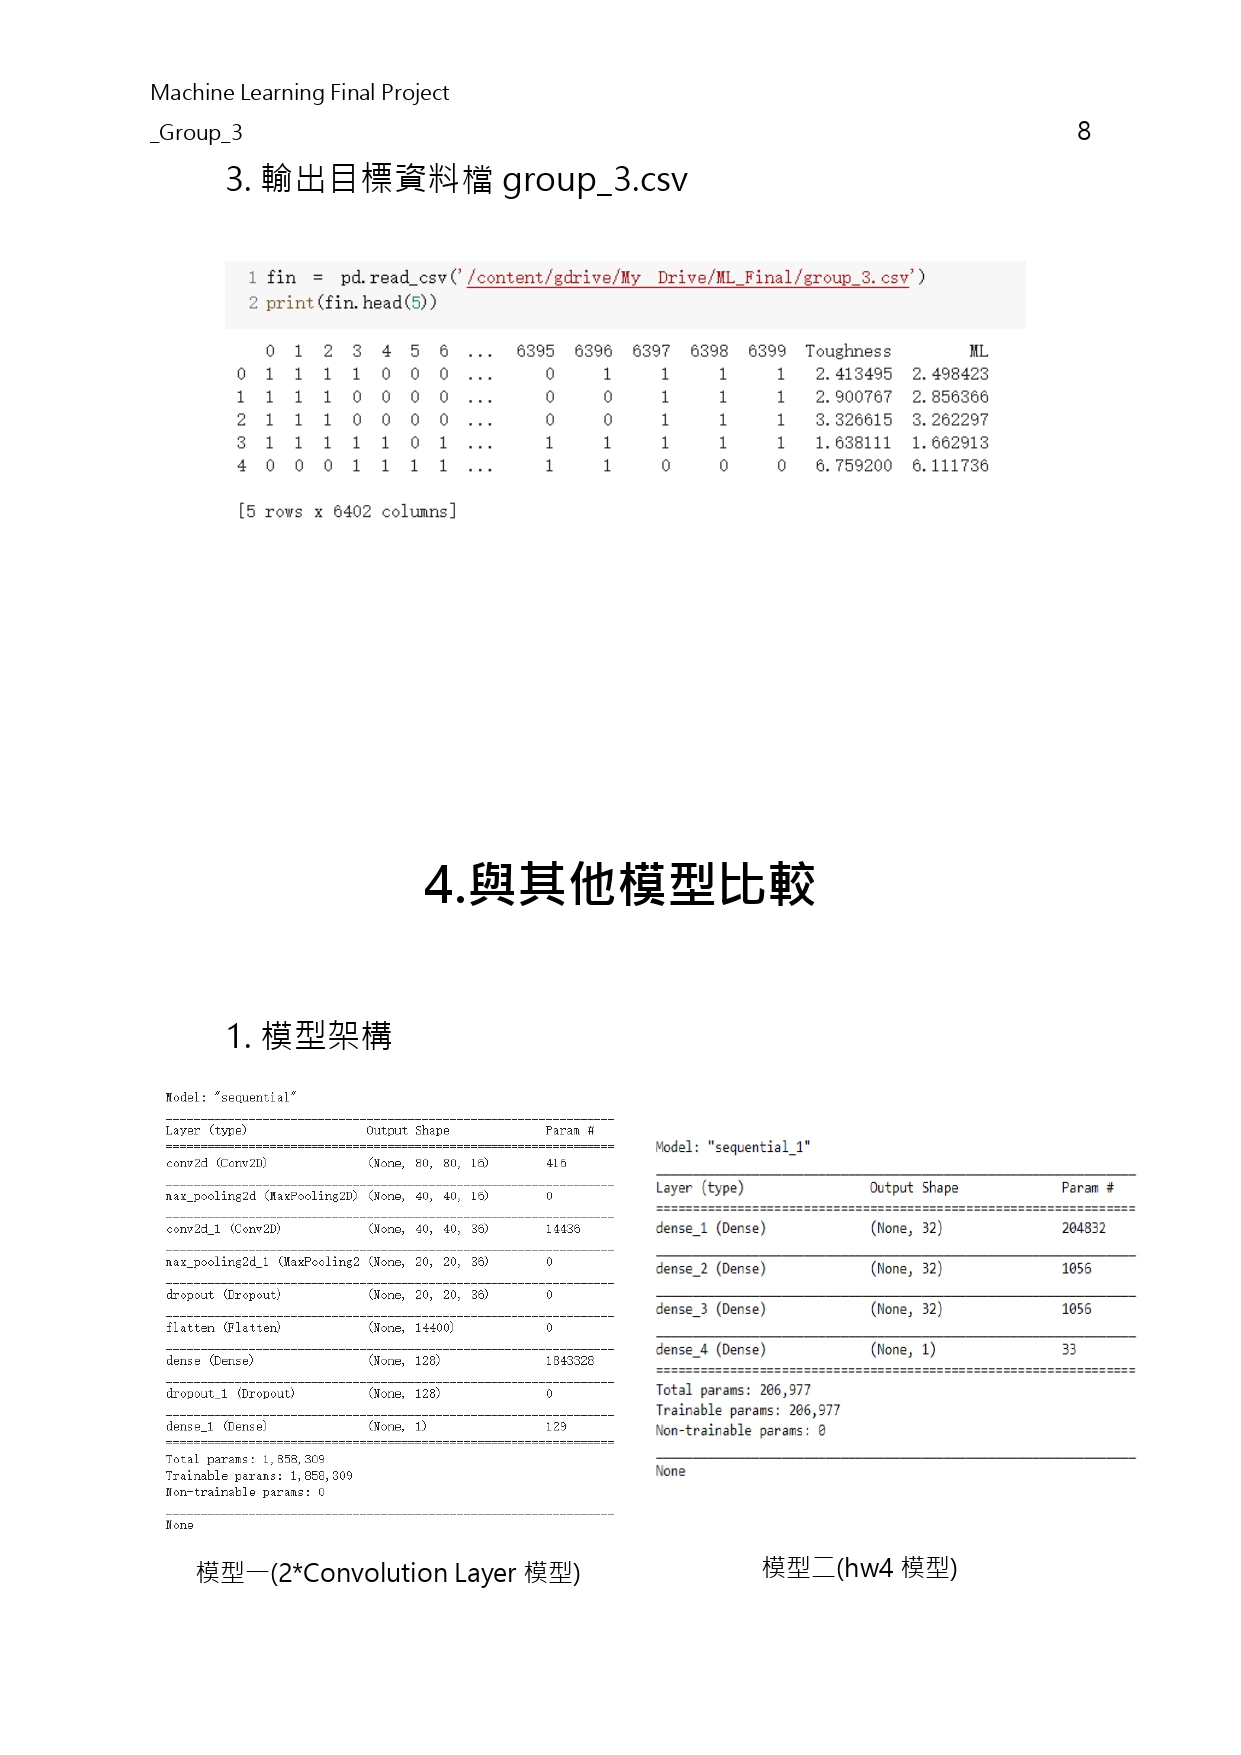 Machine Learning Final Project
_Group_3
8
3. 輸出目標資料檔 group_3.csv
1 fin = pd.read_csv('/content/gdrive/My Drive/ML_Final/group_3.csv')
2 print(fin.head(5))
0 1 2 3 4 5 6 ... 6395 6396 6397 6398 6399 Toughness ML
0 1 1 1 1 0 0 0 ... 0 1 1 1 1 2.413495 2.498423
1 1 1 1 0 0 0 0 ... 0 0 1 1 1 2.900767 2.856366
2 1 1 1 0 0 0 0 ... 0 0 1 1 1 3.326615 3.262297
3 1 1 1 1 1 0 1 ... 1 1 1 1 1 1.638111 1.662913
4 0 0 0 1 1 1 1 ... 1 1 0 0 0 6.759200 6.111736
[5 rows x 6402 columns]
4.與其他模型比較
1. 模型架構
Model: "sequential"
Layer (type) Output Shape Param #
conv2d (Conv2D) (None, 80, 80, 16) 416
max_pooling2d (MaxPooling2D) (None, 40, 40, 16) 0
conv2d_1 (Conv2D) (None, 40, 40, 36) 14436
max_pooling2d_1 (MaxPooling2 (None, 20, 20, 36) 0
dropout (Dropout) (None, 20, 20, 36) 0
flatten (Flatten) (None, 14400) 0
dense (Dense) (None, 128) 1843328
dropout_1 (Dropout) (None, 128) 0
dense_1 (Dense) (None, 1) 129
Total params: 1,858,309
Trainable params: 1,858,309
Non-trainable params: 0
None
模型一(2*Convolution Layer 模型)
Model: "sequential_1"
Layer (type) Output Shape Param #
dense_1 (Dense) (None, 32) 204832
dense_2 (Dense) (None, 32) 1056
dense_3 (Dense) (None, 32) 1056
dense_4 (Dense) (None, 1) 33
Total params: 206,977
Trainable params: 206,977
Non-trainable params: 0
None
模型二(hw4 模型)